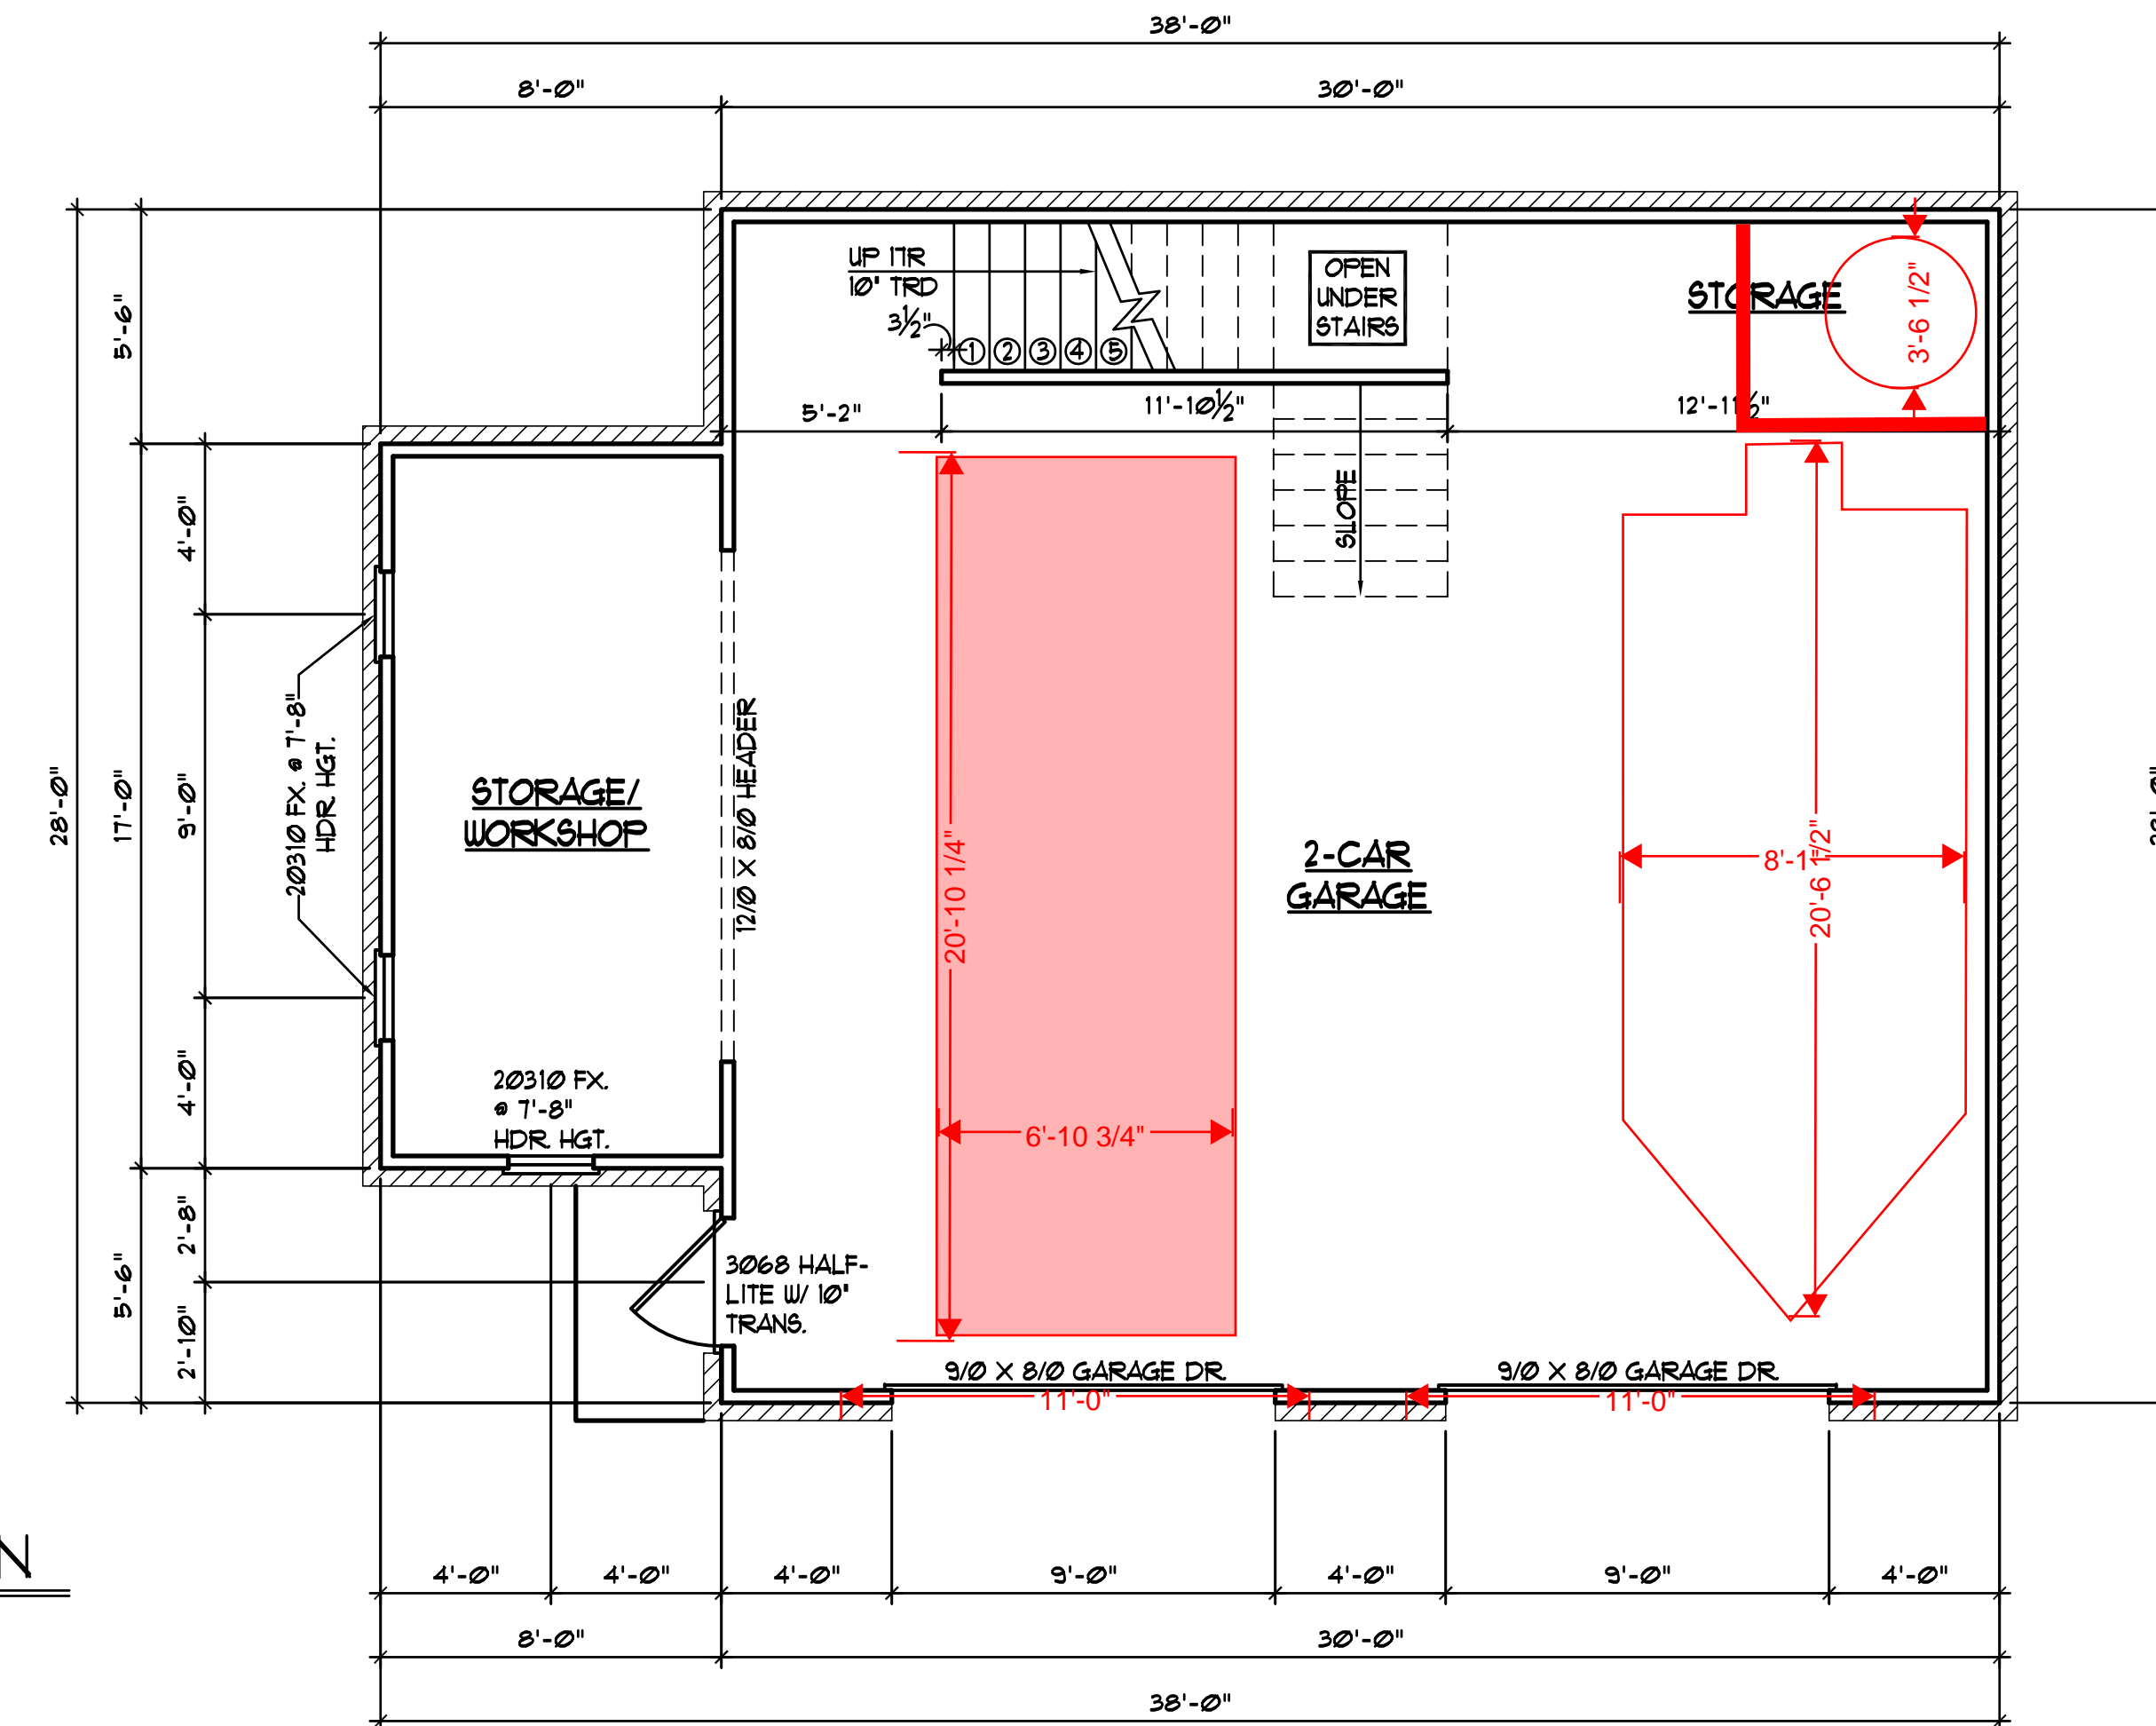 38'-0"
8'-0"
30'-0"
UP 17R
10" TRD
3 1/2"
1 2 3 4 5
OPEN
UNDER
STAIRS
STORAGE
3'-6 1/2"
5'-2"
11'-10 1/2"
12'-11 1/2"
SLOPE
5'-6"
4'-0"
28'-0"
17'-0"
9'-0"
20310 FX. @ 7'-8"
HDR HGT.
STORAGE/
WORKSHOP
12/0 X 8/0 HEADER
20'-10 1/4"
2-CAR
GARAGE
8'-1"
20'-6 1/2"
4'-0"
20310 FX.
@ 7'-8"
HDR. HGT.
6'-10 3/4"
5'-6"
2'-8"
2'-10"
3068 HALF-
LITE W/ 10"
TRANS.
9/0 X 8/0 GARAGE DR.
9/0 X 8/0 GARAGE DR.
11'-0"
11'-0"
N
4'-0"
4'-0"
4'-0"
9'-0"
4'-0"
9'-0"
4'-0"
8'-0"
30'-0"
38'-0"